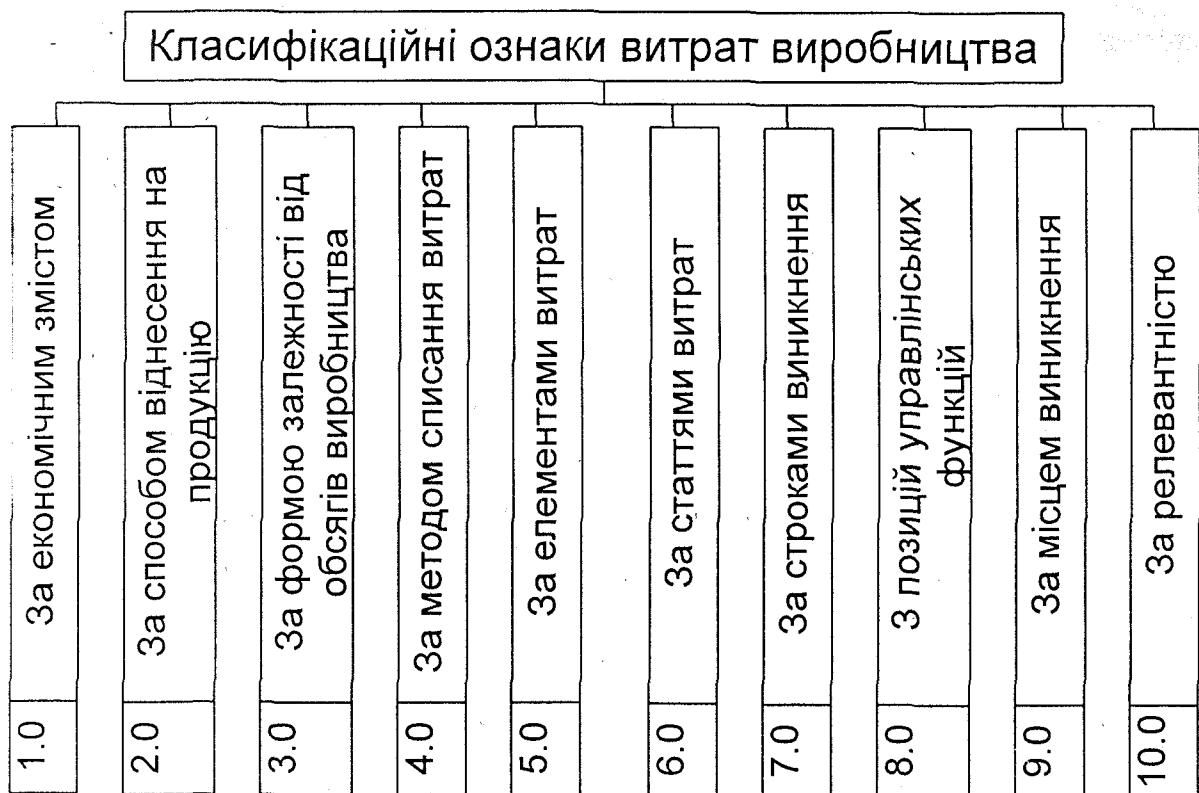 Класифікаційні ознаки витрат виробництва
1.0
За економічним змістом
2.0
За способом віднесення на
продукцію
3.0
За формою залежності від
обсягів виробництва
4.0
За методом списання витрат
5.0
За елементами витрат
6.0
За статтями витрат
7.0
За строками виникнення
8.0
З позицій управлінських
функцій
9.0
За місцем виникнення
10.0
За релевантністю